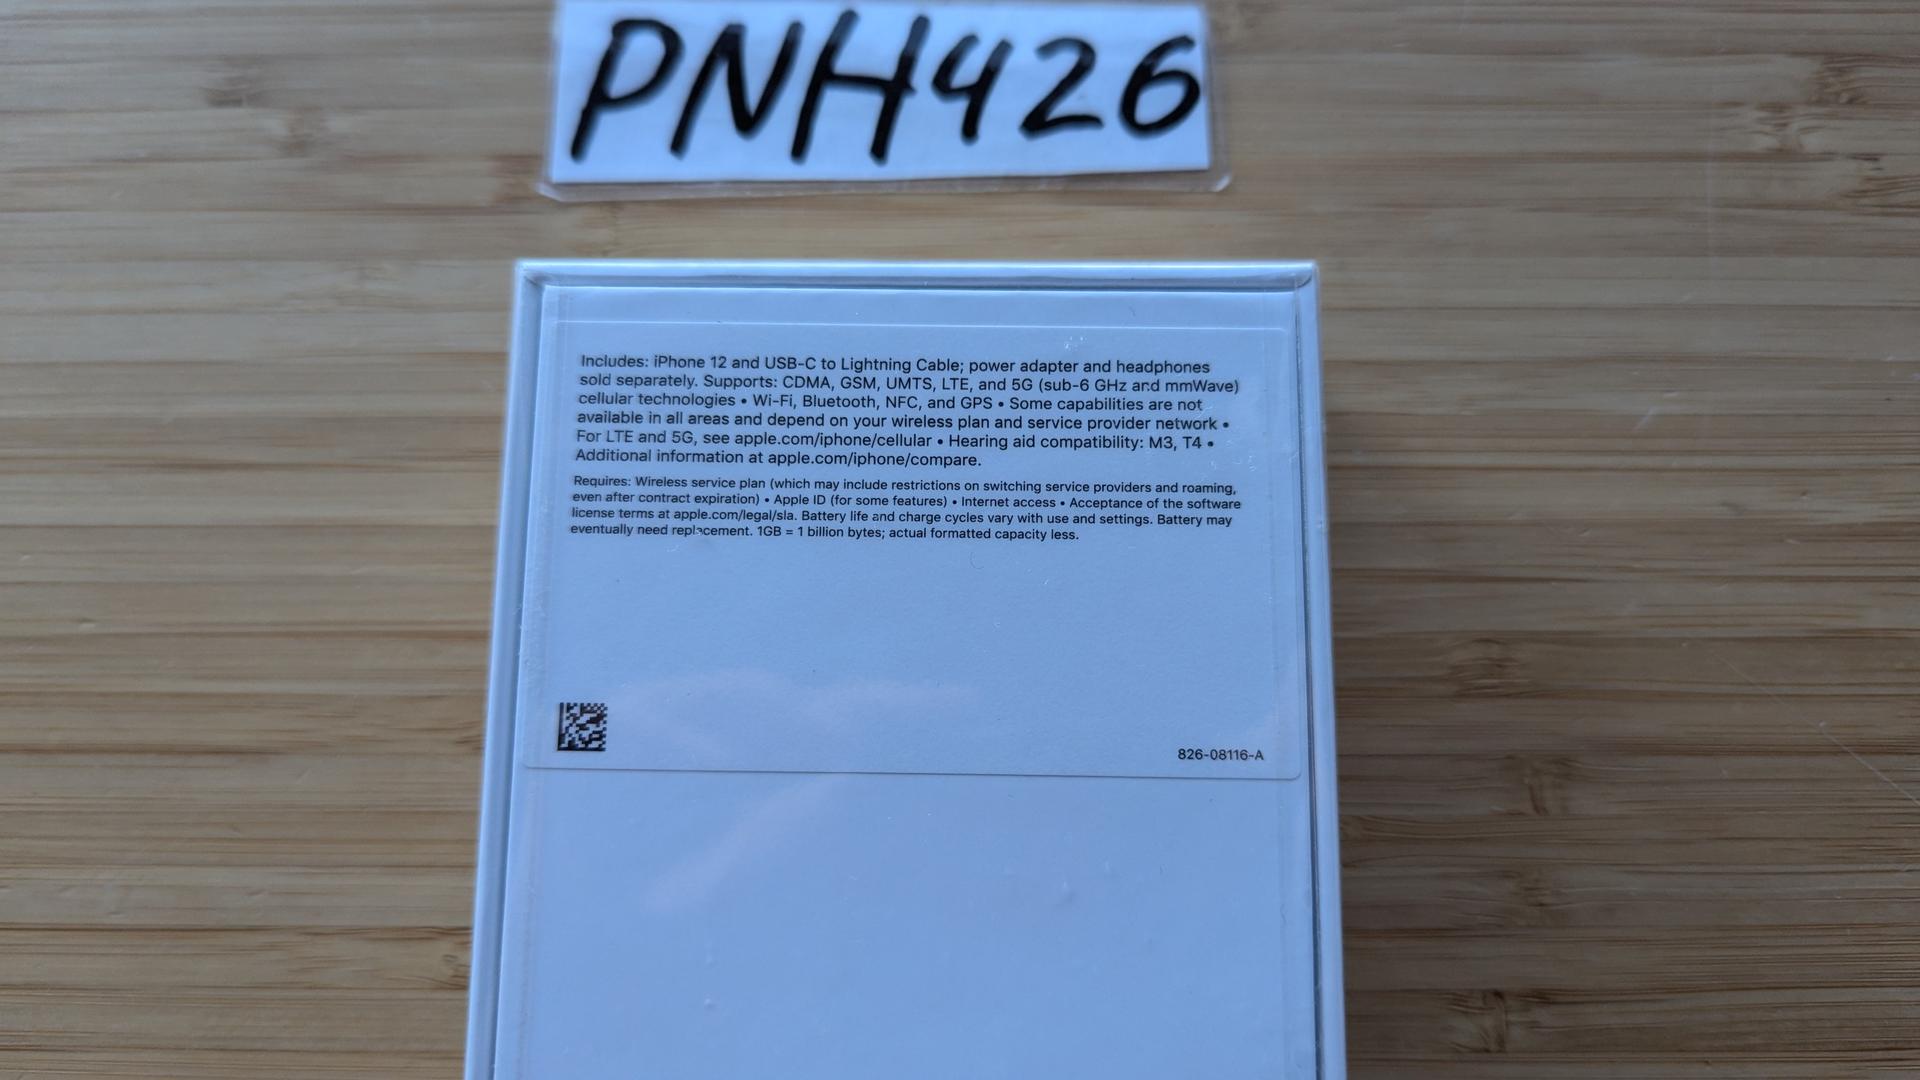 PNH426
Includes: iPhone 12 and USB-C to Lightning Cable; power adapter and headphones
sold separately. Supports: CDMA, GSM, UMTS, LTE, and 5G (sub-6 GHz and mmWave)
cellular technologies • Wi-Fi, Bluetooth, NFC, and GPS • Some capabilities are not
available in all areas and depend on your wireless plan and service provider network •
For LTE and 5G, see apple.com/iphone/cellular • Hearing aid compatibility: M3, T4 •
Additional information at apple.com/iphone/compare.
Requires: Wireless service plan (which may include restrictions on switching service providers and roaming,
even after contract expiration) • Apple ID (for some features) • Internet access • Acceptance of the software
license terms at apple.com/legal/sla. Battery life and charge cycles vary with use and settings. Battery may
eventually need replacement. 1GB = 1 billion bytes; actual formatted capacity less.
826-08116-A